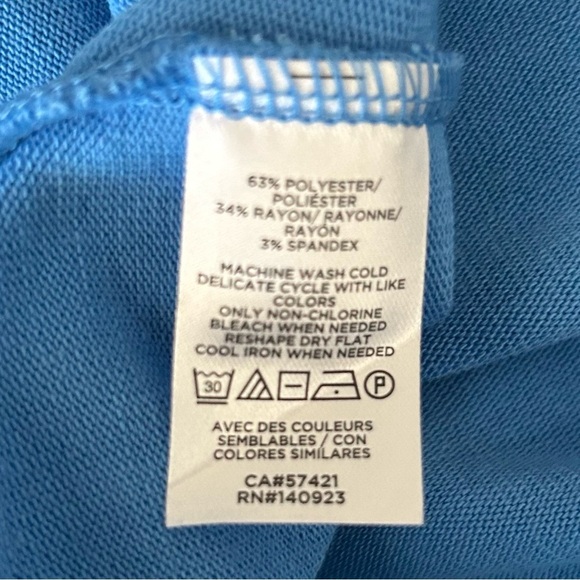 63% POLYESTER/
POLIÉSTER
34% RAYON/ RAYONNE/
RAYÓN
3% SPANDEX
MACHINE WASH COLD
DELICATE CYCLE WITH LIKE
COLORS
ONLY NON-CHLORINE
BLEACH WHEN NEEDED
RESHAPE DRY FLAT
COOL IRON WHEN NEEDED
30 P
AVEC DES COULEURS
SEMBLABLES / CON
COLORES SIMILARES
CA#57421
RN#140923